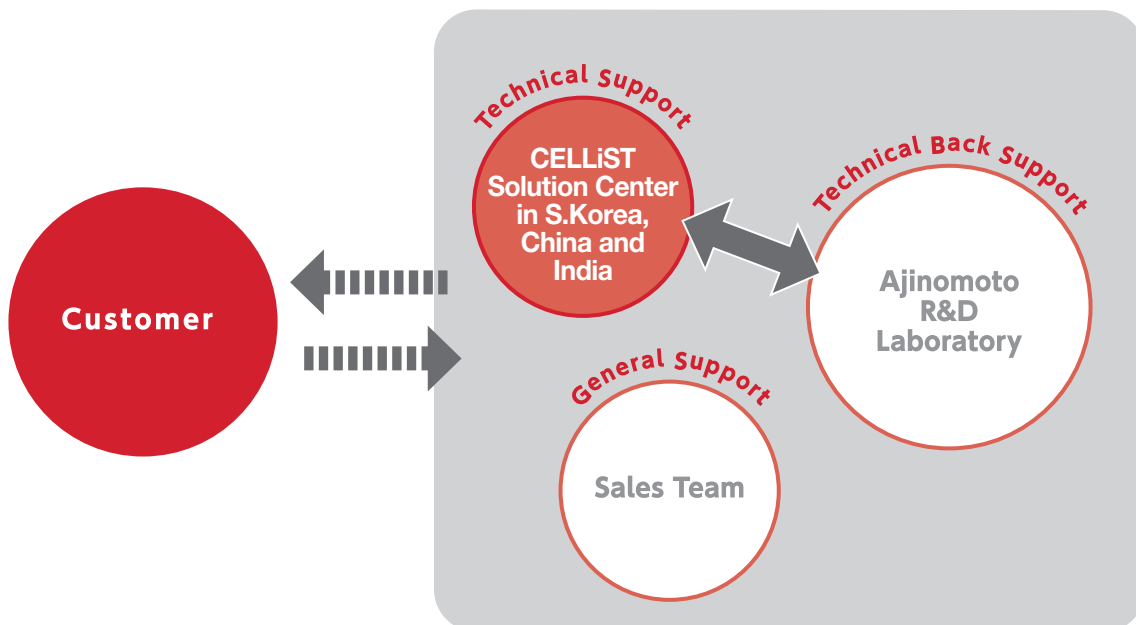 Customer
Technical Support
CELLiST
Solution Center
in S.Korea,
China and
India
Technical Back Support
Ajinomoto
R&D
Laboratory
General Support
Sales Team